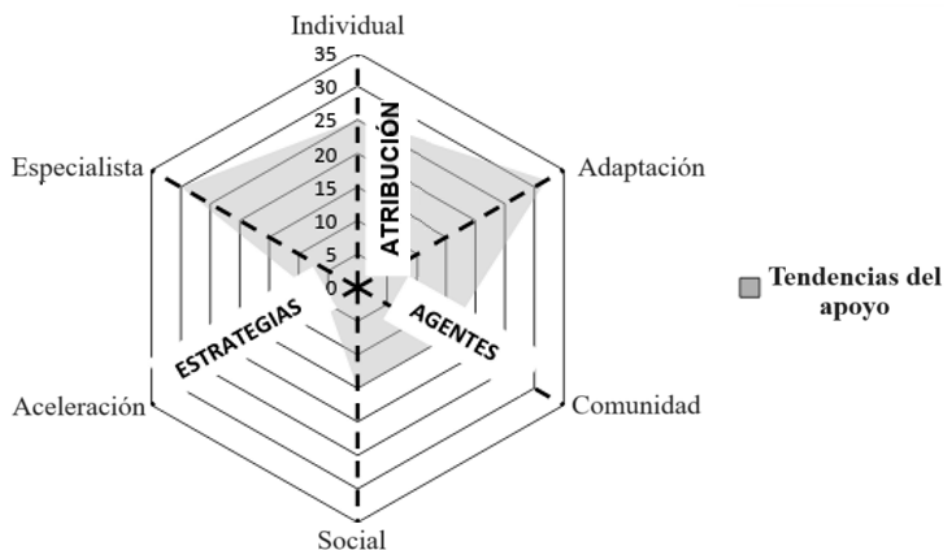 Individual
35
30
25
20
15
10
5
0
ATRIBUCIÓN
Especialista
Adaptación
Tendencias del
apoyo
ESTRATEGIAS
AGENTES
Aceleración
Comunidad
Social